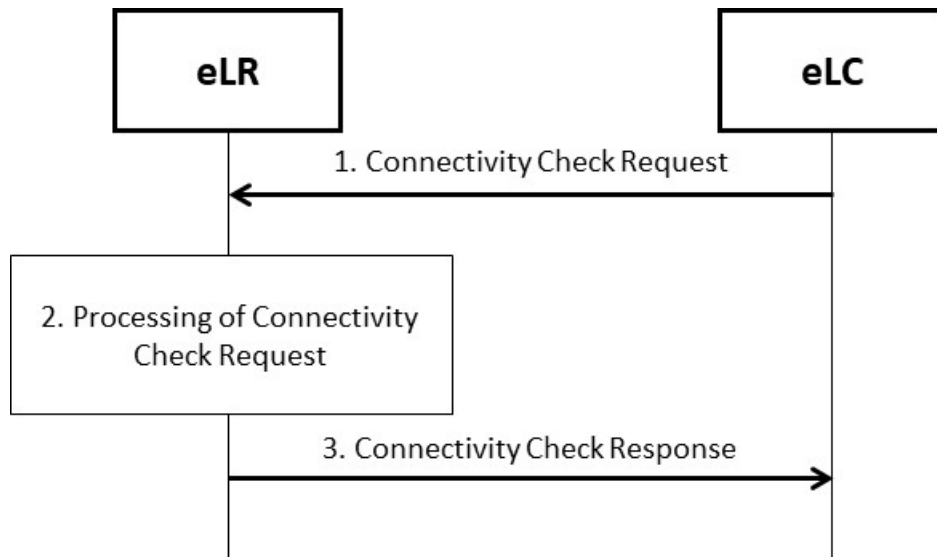 eLR
eLC
1. Connectivity Check Request
2. Processing of Connectivity
Check Request
3. Connectivity Check Response